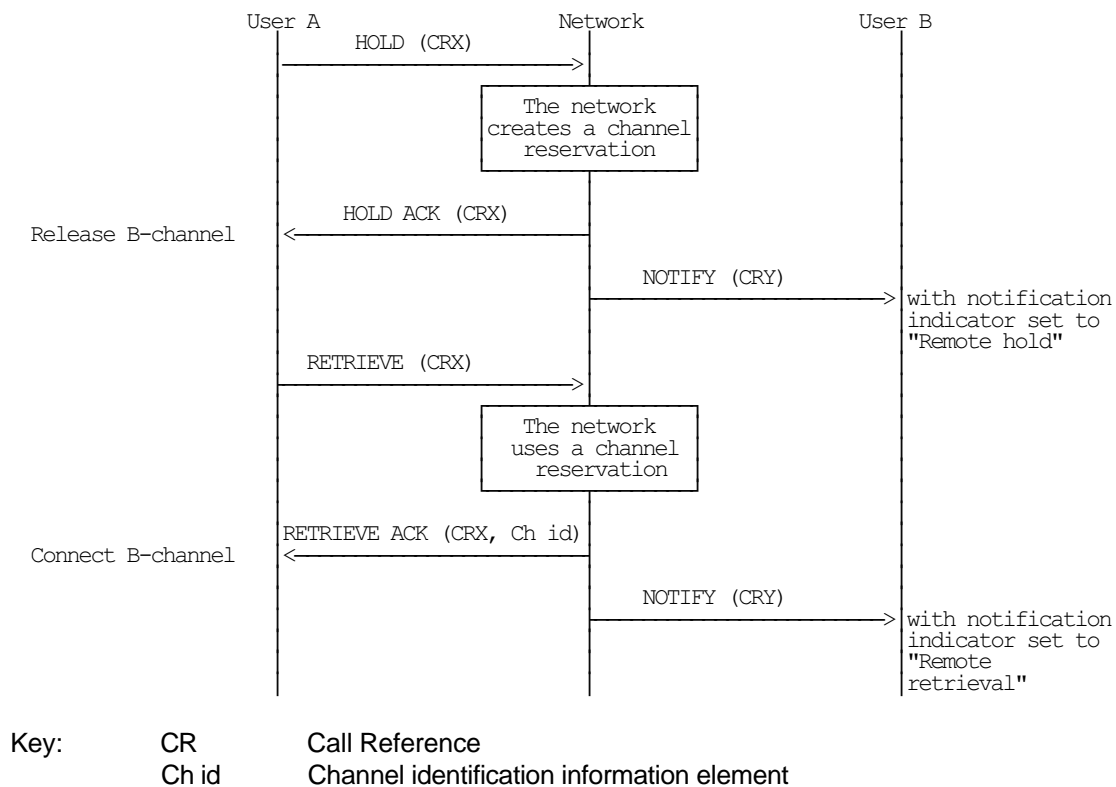 User A Network User B
HOLD (CRX)
The network
creates a channel
reservation
HOLD ACK (CRX)
Release B-channel
NOTIFY (CRY)
with notification
indicator set to
"Remote hold"
RETRIEVE (CRX)
The network
uses a channel
reservation
RETRIEVE ACK (CRX, Ch id)
Connect B-channel
NOTIFY (CRY)
with notification
indicator set to
"Remote
retrieval"
Key: CR Call Reference
Ch id Channel identification information element